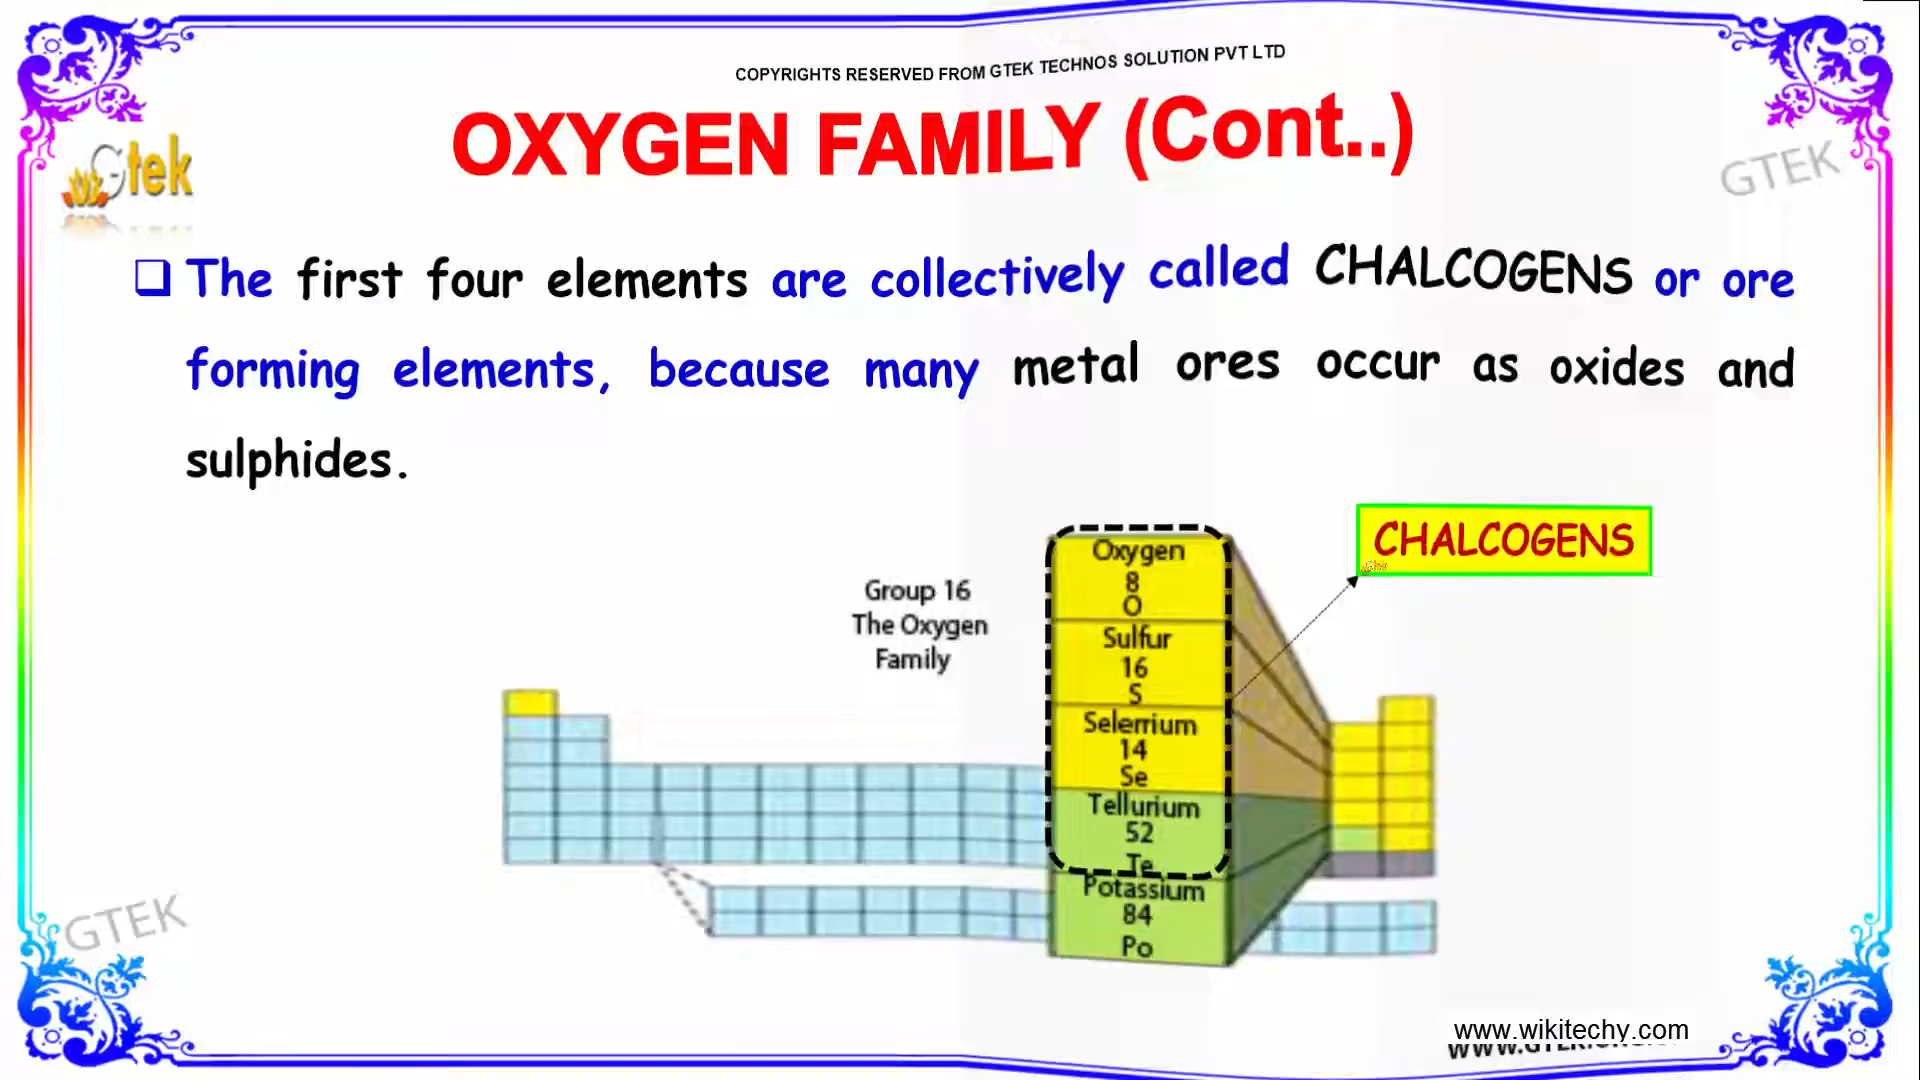 COPYRIGHTS RESERVED FROM GTEK TECHNOS SOLUTION PVT LTD
OXYGEN FAMILY (Cont..)
Gtek
GTEK
The first four elements are collectively called CHALCOGENS or ore
forming elements, because many metal ores occur as oxides and
sulphides.
CHALCOGENS
Group 16
The Oxygen
Family
Oxygen
8
O
Sulfur
16
S
Selerrium
14
Se
Tellurium
52
Te
Potassium
84
Po
GTEK
www.wikitechy.com